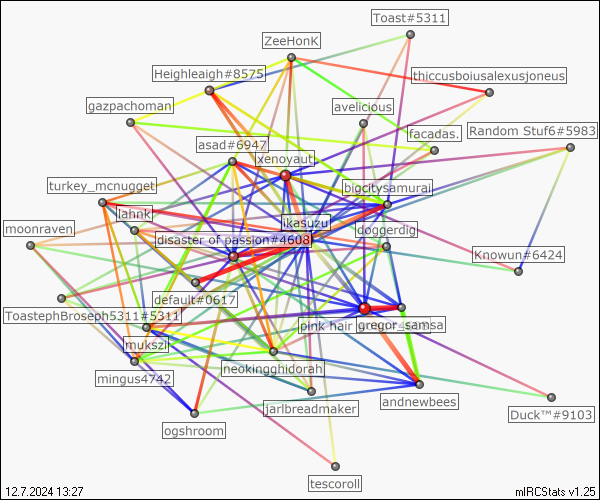 Toast#5311
ZeeHonK
Heighleaigh#8575
thiccusboiusalexusjoneus
gazpachoman
avelicious
facadas.
Random Stuf6#5983
asad#6947
xenoyaut
turkey_mcnugget
bigcitysamurai
lahnk
ikasuzu
moonraven
doggerdig
disaster of passion#4608
Knowun#6424
default#0617
ToastephBroseph5311#5311
pink hair
gregor_samsa
mukszi
neokingghidorah
mingus4742
andnewbees
jarlbreadmaker
Duck™#9103
ogshroom
tescoroll
12.7.2024 13:27
mIRCStats v1.25